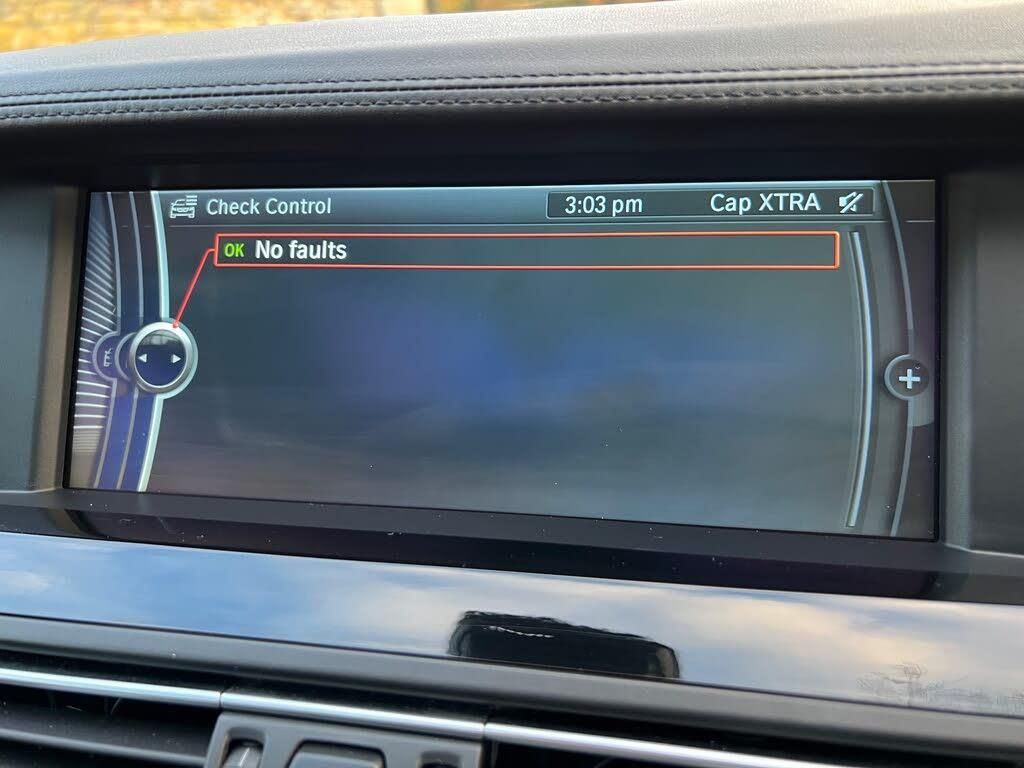 Check Control
3:03 pm
Cap XTRA
OK No faults